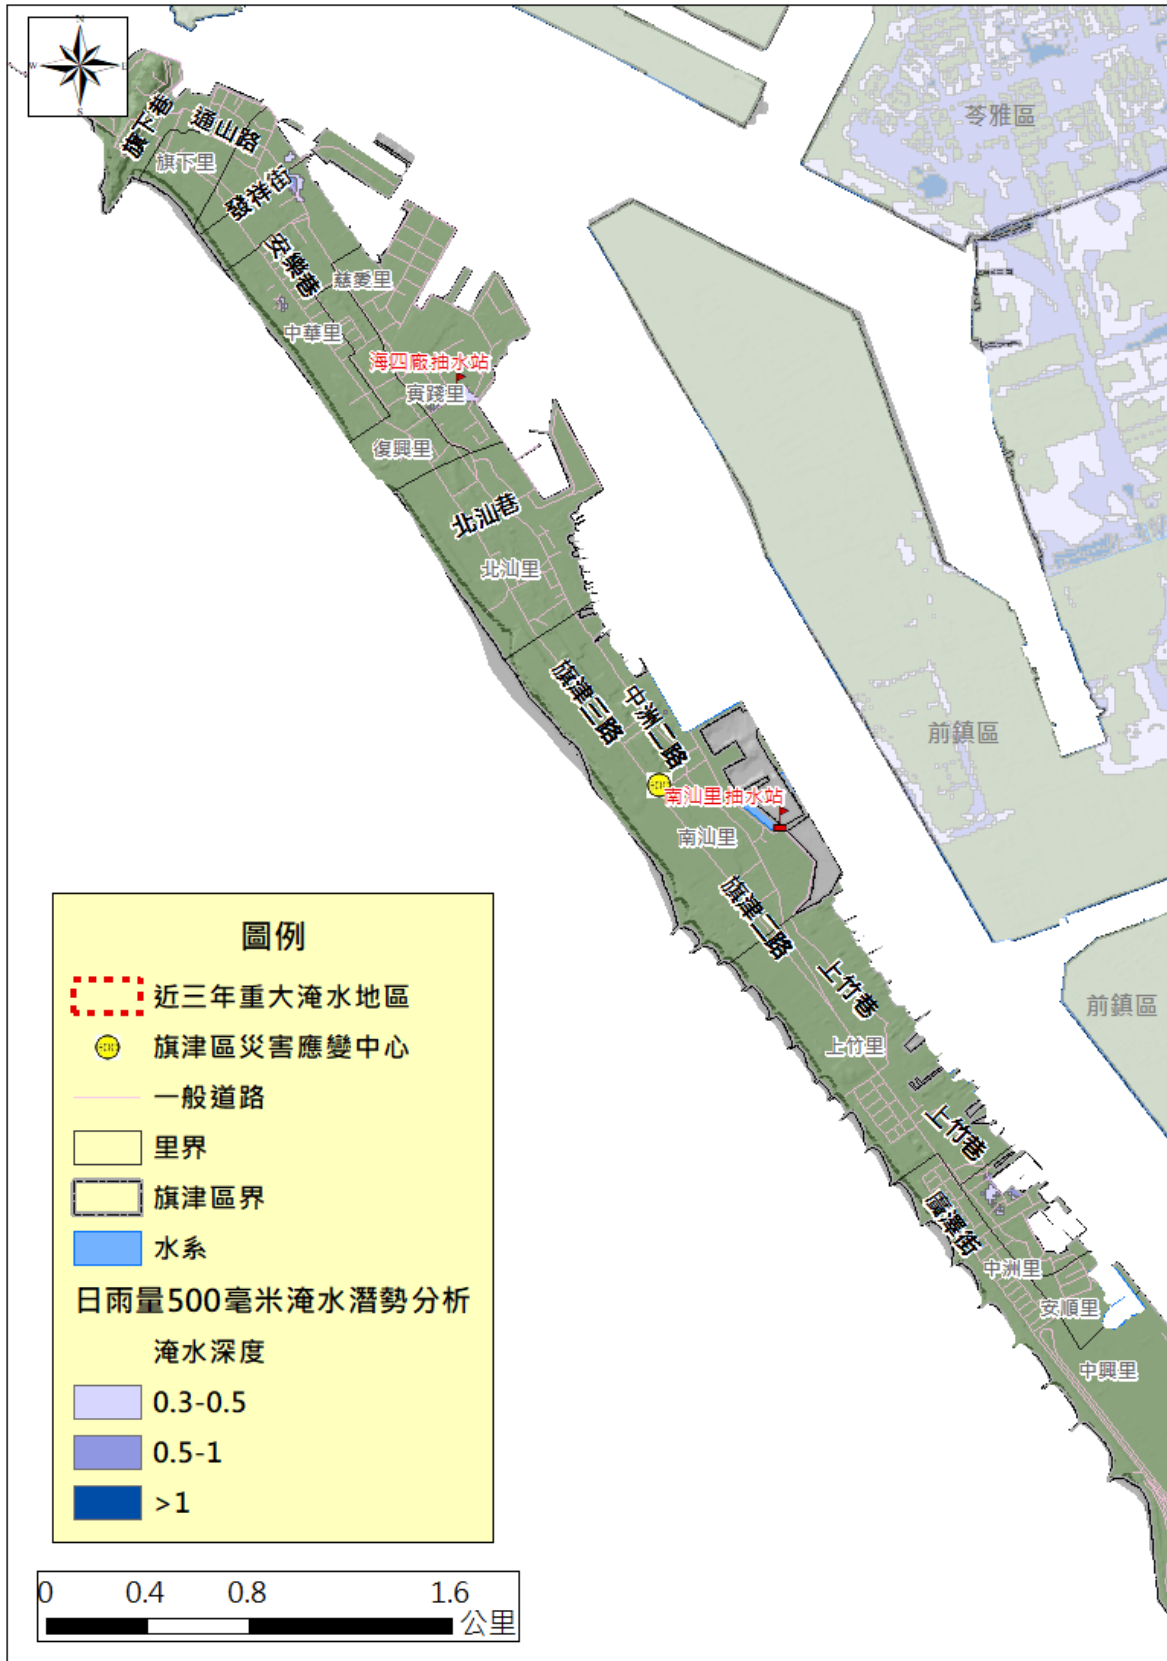 N
W
E
S
旗下巷
通山路
旗下里
發祥街
苓雅區
安樂巷
慈愛里
中華里
海四廠抽水站
實踐里
復興里
北汕巷
北汕里
旗津三路
中洲二路
前鎮區
南汕里抽水站
南汕里
旗津二路
上竹巷
前鎮區
上竹里
上竹巷
廣澤街
中洲里
安順里
中興里
圖例
近三年重大淹水地區
旗津區災害應變中心
一般道路
里界
旗津區界
水系
日雨量500毫米淹水潛勢分析
淹水深度
0.3-0.5
0.5-1
>1
0 0.4 0.8 1.6
公里